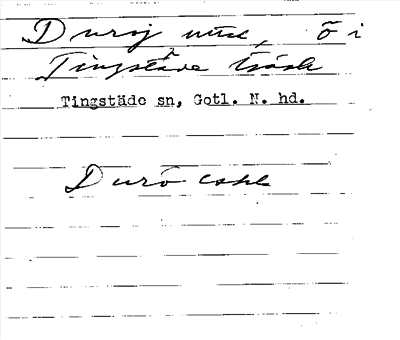 Duroj                ö i
Tingstäde träsk
Tingstäde sn, Gotl. N. hd.
Durö